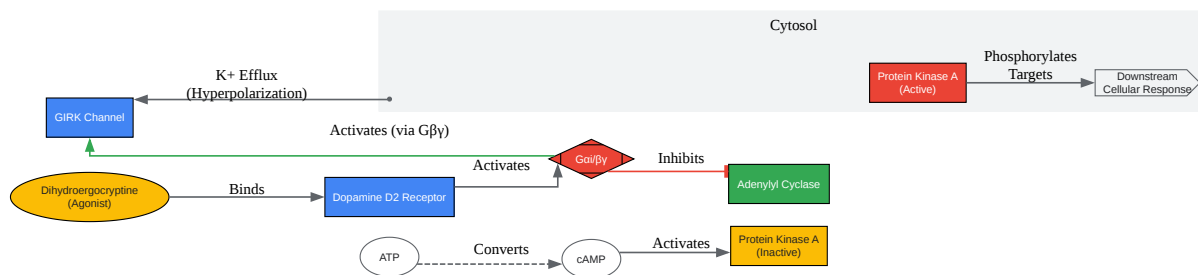 Cytosol
K+ Efflux
(Hyperpolarization)
Phosphorylates
Targets
Protein Kinase A
(Active)
Downstream
Cellular Response
GIRK Channel
Activates (via Gβγ)
Activates
Gαi/βγ
Inhibits
Adenylyl Cyclase
Dihydroergocryptine
(Agonist)
Binds
Dopamine D2 Receptor
ATP
Converts
cAMP
Activates
Protein Kinase A
(Inactive)